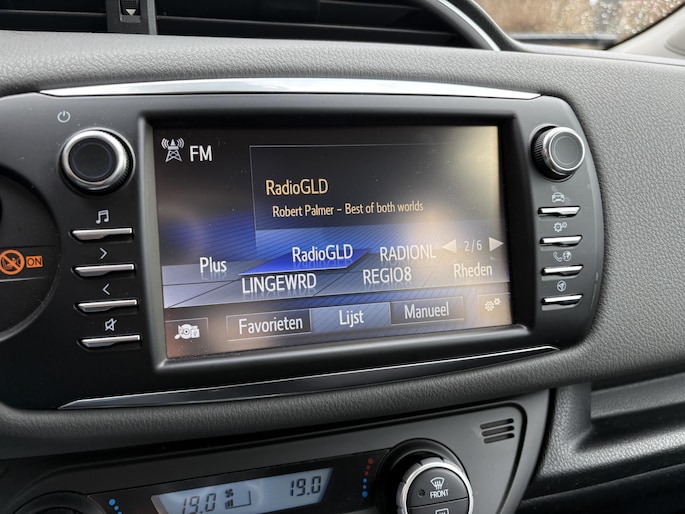 FM
RadioGLD
Robert Palmer – Best of both worlds
Plus RadioGLD RADIONL 2/6
LINGEWRD REGIO8 Rheden
Favorieten Lijst Manueel
ON
19.0 19.0
FRONT